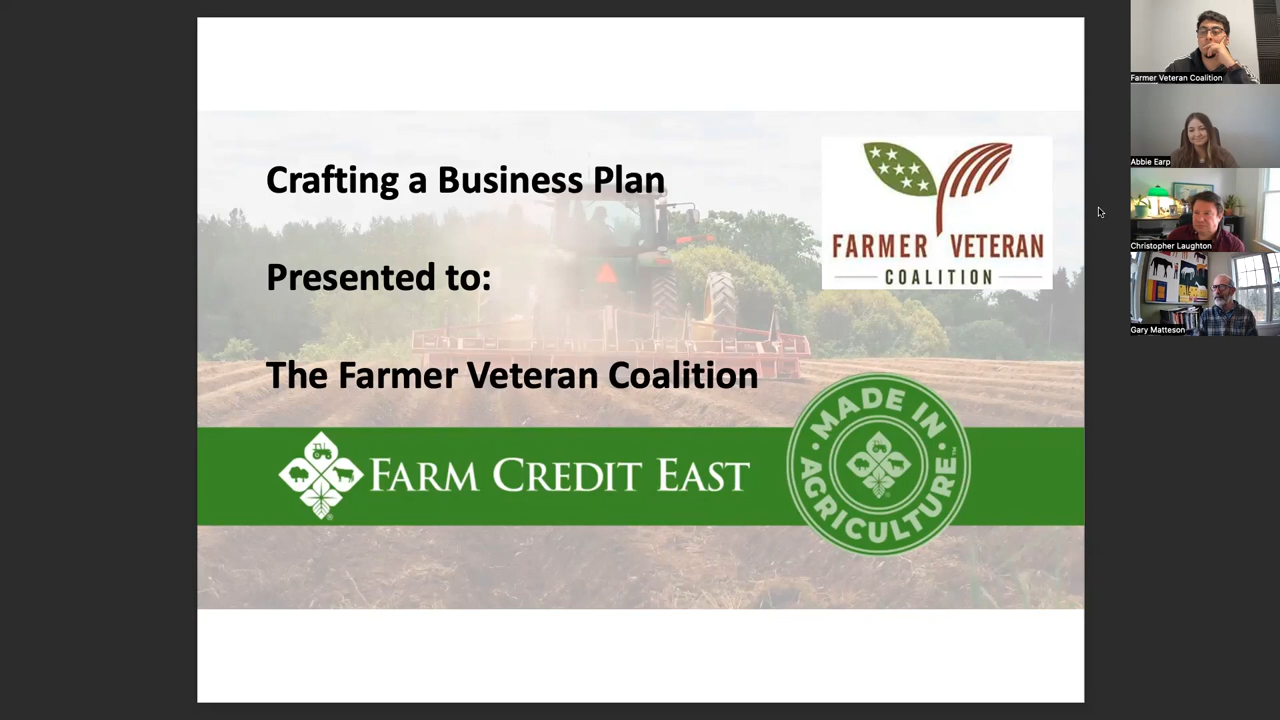 Crafting a Business Plan
Presented to:
The Farmer Veteran Coalition
FARMER VETERAN
COALITION
FARM CREDIT EAST
MADE IN
AGRICULTURE
Farmer Veteran Coalition
Abbie Earp
Christopher Laughton
Gary Matteson